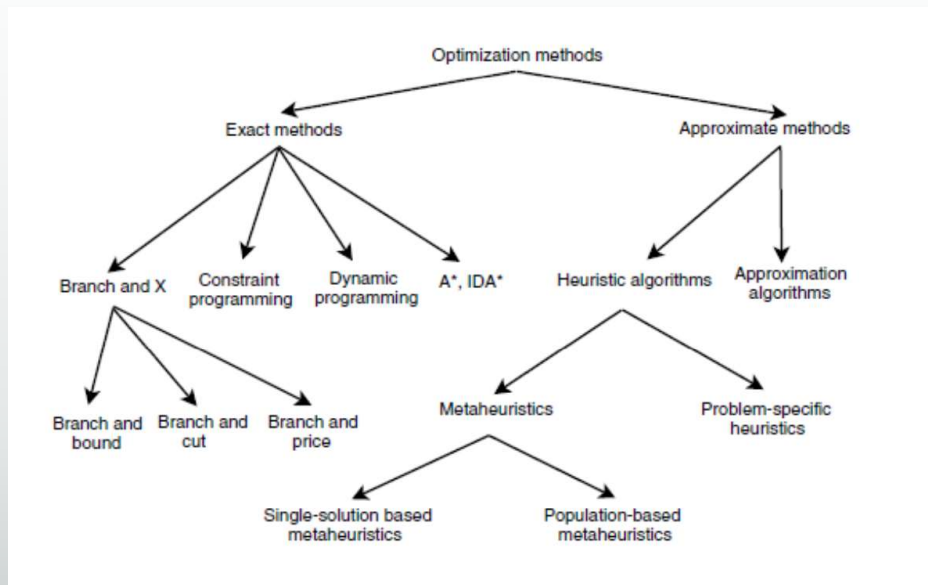 Optimization methods
Exact methods
Approximate methods
Branch and X
Constraint
programming
Dynamic
programming
A*, IDA*
Heuristic algorithms
Approximation
algorithms
Branch and
bound
Branch and
cut
Branch and
price
Metaheuristics
Problem-specific
heuristics
Single-solution based
metaheuristics
Population-based
metaheuristics